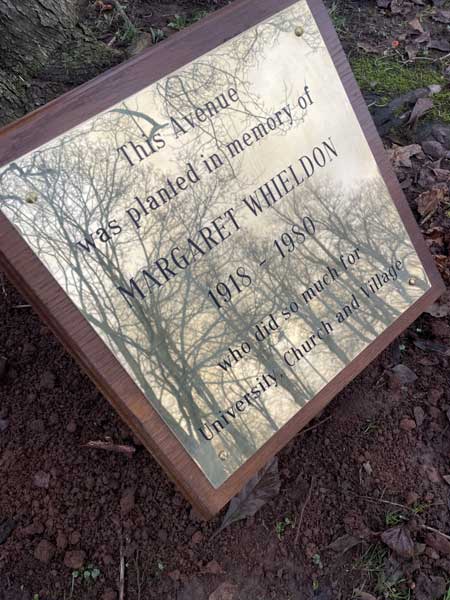 This Avenue
was planted in memory of
MARGARET WHIELDON
1918 - 1980
who did so much for
University, Church and Village